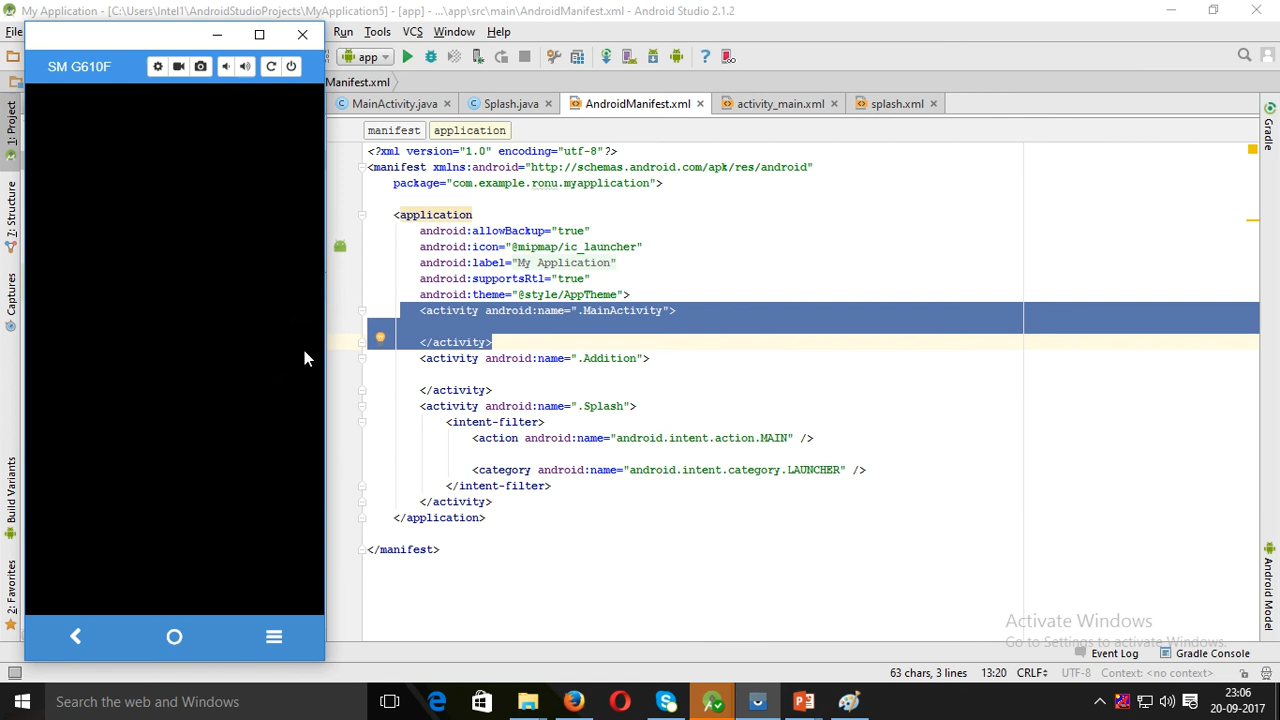 My Application - [C:\Users\Intel1\AndroidStudioProjects\MyApplication5] - [app] - ...\app\src\main\AndroidManifest.xml - Android Studio 2.1.2
File
Run Tools VCS Window Help
SM G610F
app
Manifest.xml
MainActivity.java
Splash.java
AndroidManifest.xml
activity_main.xml
splash.xml
manifest application
<?xml version="1.0" encoding="utf-8"?>
<manifest xmlns:android="http://schemas.android.com/apk/res/android"
package="com.example.ronu.myapplication">
<application
android:allowBackup="true"
android:icon="@mipmap/ic_launcher"
android:label="My Application"
android:supportsRtl="true"
android:theme="@style/AppTheme">
<activity android:name=".MainActivity">
</activity>
<activity android:name=".Addition">
</activity>
<activity android:name=".Splash">
<intent-filter>
<action android:name="android.intent.action.MAIN" />
<category android:name="android.intent.category.LAUNCHER" />
</intent-filter>
</activity>
</application>
</manifest>
1: Project
7: Structure
Captures
Build Variants
2: Favorites
Gradle
Android Model
Activate Windows
Go to Settings to activate Windows.
Event Log
Gradle Console
63 chars, 3 lines 13:20 CRLF UTF-8 Context: <no context>
Search the web and Windows
23:06
20-09-2017